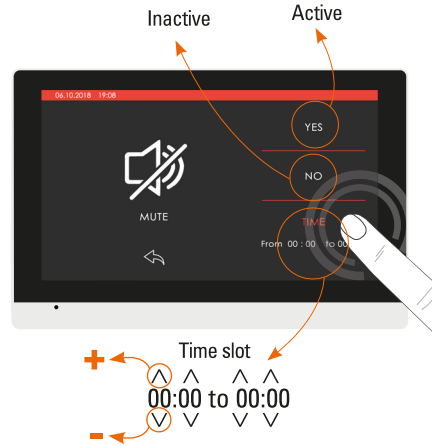 Inactive
Active
06.10.2018 19:08
YES
NO
MUTE
TIME
From 00 : 00 to 00
+
Time slot
00:00 to 00:00
-